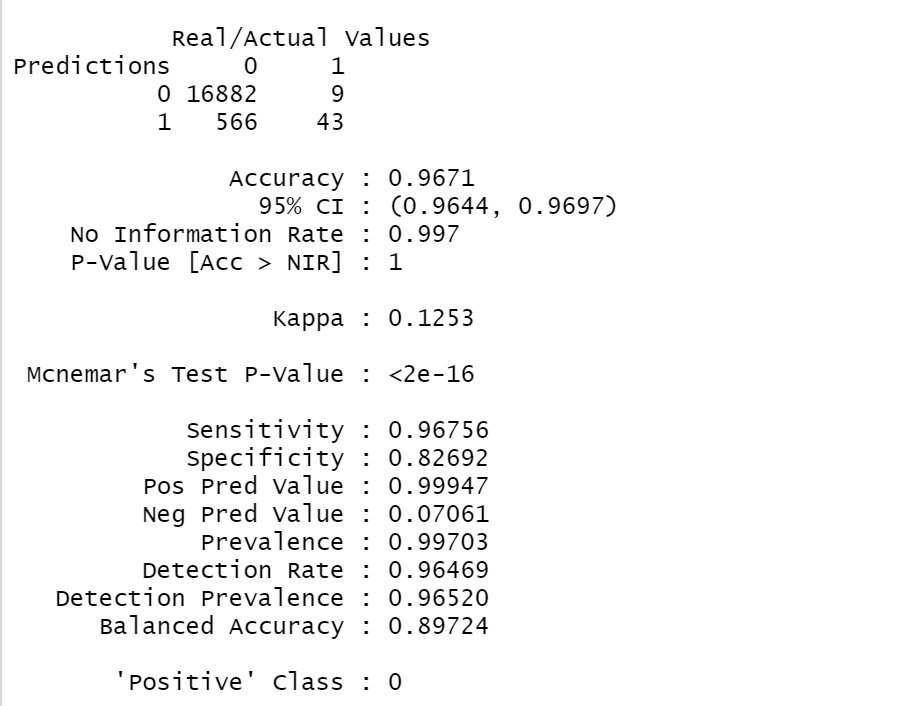 Real/Actual Values
Predictions 0 1
0 16882 9
1 566 43
Accuracy : 0.9671
95% CI : (0.9644, 0.9697)
No Information Rate : 0.997
P-Value [Acc > NIR] : 1
Kappa : 0.1253
Mcnemar's Test P-Value : <2e-16
Sensitivity : 0.96756
Specificity : 0.82692
Pos Pred Value : 0.99947
Neg Pred Value : 0.07061
Prevalence : 0.99703
Detection Rate : 0.96469
Detection Prevalence : 0.96520
Balanced Accuracy : 0.89724
'Positive' Class : 0